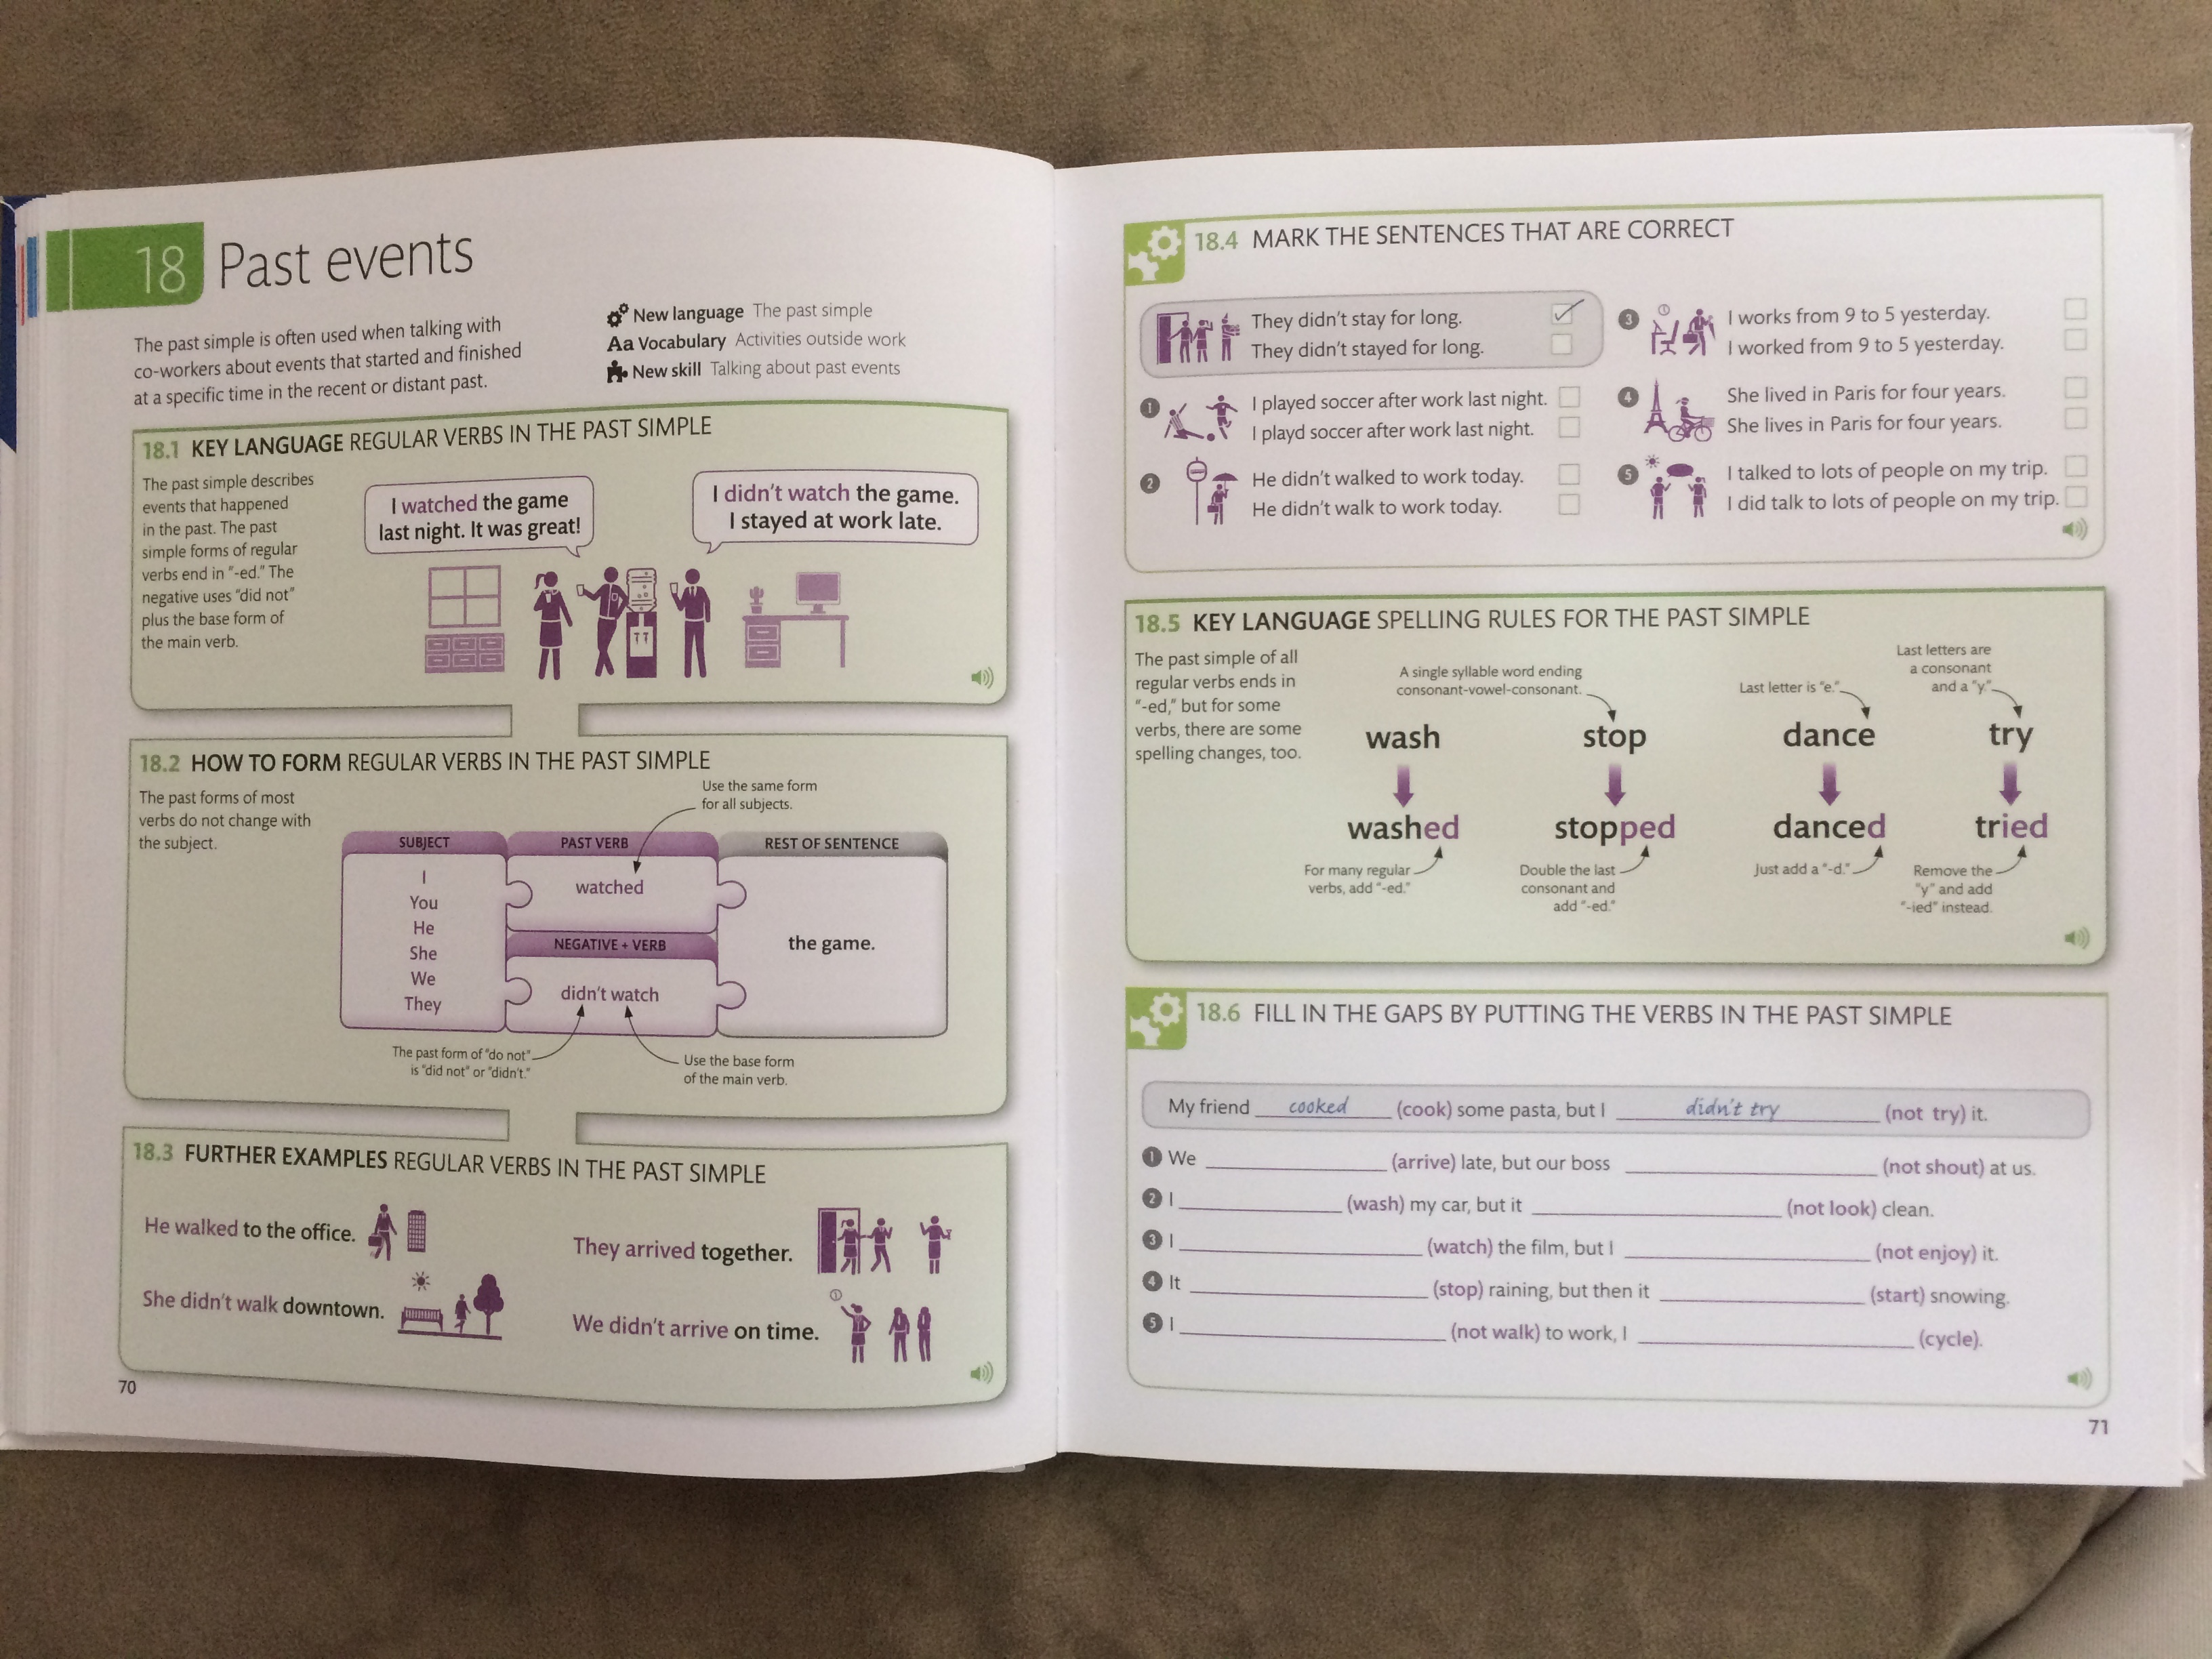 18 Past events
The past simple is often used when talking with
co-workers about events that started and finished
at a specific time in the recent or distant past.
New language The past simple
Aa Vocabulary Activities outside work
New skill Talking about past events
18.1 KEY LANGUAGE REGULAR VERBS IN THE PAST SIMPLE
The past simple describes
events that happened
in the past. The past
simple forms of regular
verbs end in "-ed." The
negative uses "did not"
plus the base form of
the main verb.
I watched the game
last night. It was great!
I didn't watch the game.
I stayed at work late.
18.2 HOW TO FORM REGULAR VERBS IN THE PAST SIMPLE
The past forms of most
verbs do not change with
the subject.
Use the same form
for all subjects.
SUBJECT
PAST VERB
REST OF SENTENCE
I
You
He
She
We
They
watched
NEGATIVE + VERB
didn't watch
the game.
The past form of "do not"
is "did not" or "didn't."
Use the base form
of the main verb.
18.3 FURTHER EXAMPLES REGULAR VERBS IN THE PAST SIMPLE
He walked to the office.
They arrived together.
She didn't walk downtown.
We didn't arrive on time.
70
18.4 MARK THE SENTENCES THAT ARE CORRECT
They didn't stay for long.
They didn't stayed for long.
1 I played soccer after work last night.
I playd soccer after work last night.
2 He didn't walked to work today.
He didn't walk to work today.
3 I works from 9 to 5 yesterday.
I worked from 9 to 5 yesterday.
4 She lived in Paris for four years.
She lives in Paris for four years.
5 I talked to lots of people on my trip.
I did talk to lots of people on my trip.
18.5 KEY LANGUAGE SPELLING RULES FOR THE PAST SIMPLE
The past simple of all
regular verbs ends in
"-ed," but for some
verbs, there are some
spelling changes, too.
A single syllable word ending
consonant-vowel-consonant.
Last letter is "e."
Last letters are
a consonant
and a "y."
wash stop dance try
washed stopped danced tried
For many regular
verbs, add "-ed."
Double the last
consonant and
add "-ed."
Just add a "-d."
Remove the
"y" and add
"-ied" instead.
18.6 FILL IN THE GAPS BY PUTTING THE VERBS IN THE PAST SIMPLE
My friend cooked (cook) some pasta, but I didn't try (not try) it.
1 We (arrive) late, but our boss (not shout) at us.
2 I (wash) my car, but it (not look) clean.
3 I (watch) the film, but I (not enjoy) it.
4 It (stop) raining, but then it (start) snowing.
5 I (not walk) to work, I (cycle).
71